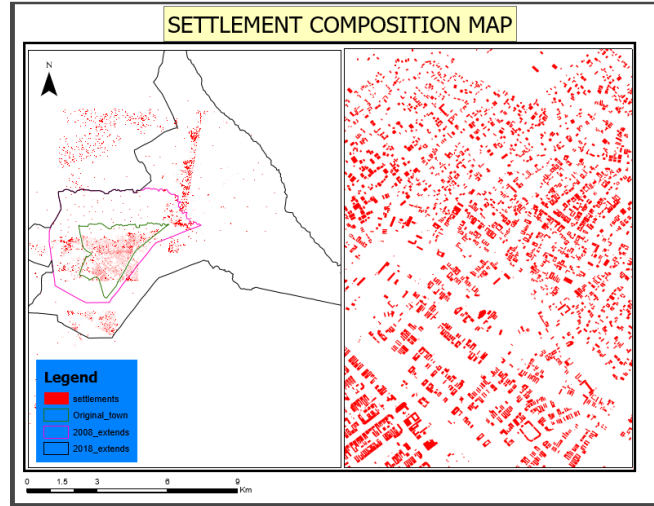 SETTLEMENT COMPOSITION MAP
N
Legend
settlements
Original_town
2008_extends
2018_extends
0 1.5 3 6 9
Km